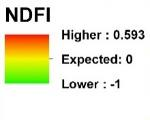 NDFI
Higher : 0.593
Expected: 0
Lower : -1